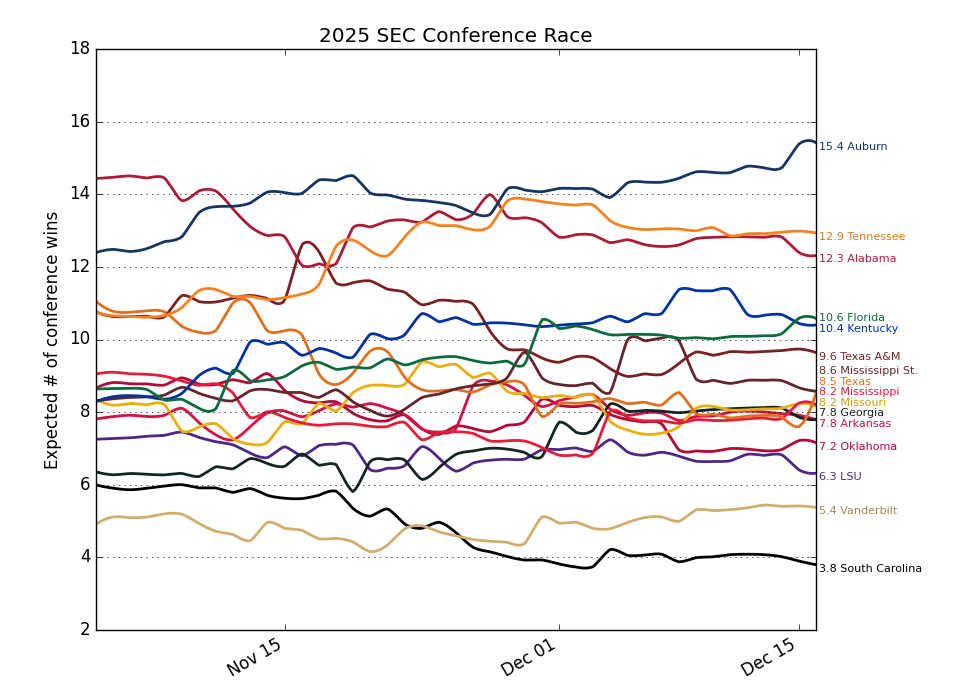 2025 SEC Conference Race
Expected # of conference wins
18
16
14
12
10
8
6
4
2
Nov 15
Dec 01
Dec 15
15.4 Auburn
12.9 Tennessee
12.3 Alabama
10.6 Florida
10.4 Kentucky
9.6 Texas A&M
8.6 Mississippi St.
8.5 Texas
8.2 Mississippi
8.2 Missouri
7.8 Georgia
7.8 Arkansas
7.2 Oklahoma
6.3 LSU
5.4 Vanderbilt
3.8 South Carolina